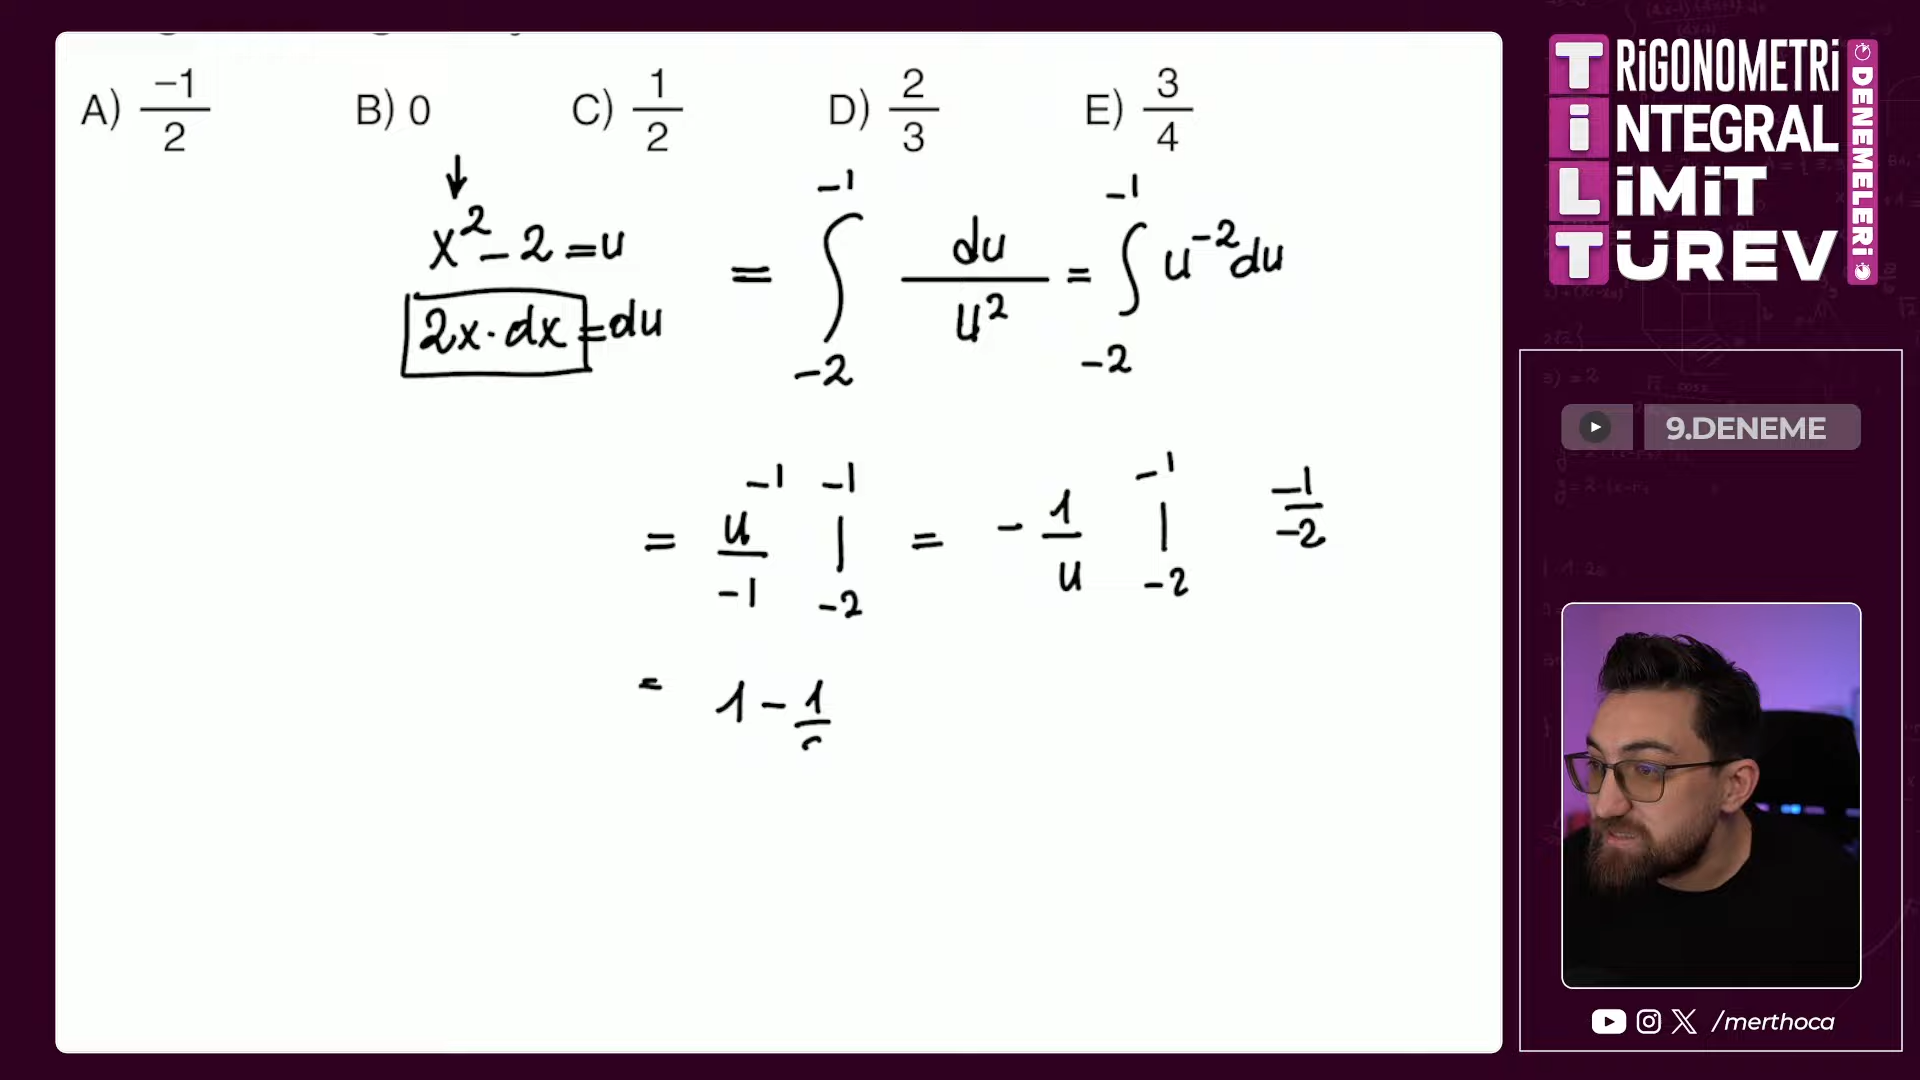 A) −1/2 B) 0 C) 1/2 D) 2/3 E) 3/4
x² − 2 = u
2x · dx = du
= ∫_{-2}^{-1} du/u² = ∫_{-2}^{-1} u⁻² du
= u⁻¹/−1 |_{-2}^{-1} = − 1/u |_{-2}^{-1} −1/−2
= 1 − 1/
TRİGONOMETRİ
İNTEGRAL
LİMİT
TÜREV
DENEMELERİ
9.DENEME
/merthoca